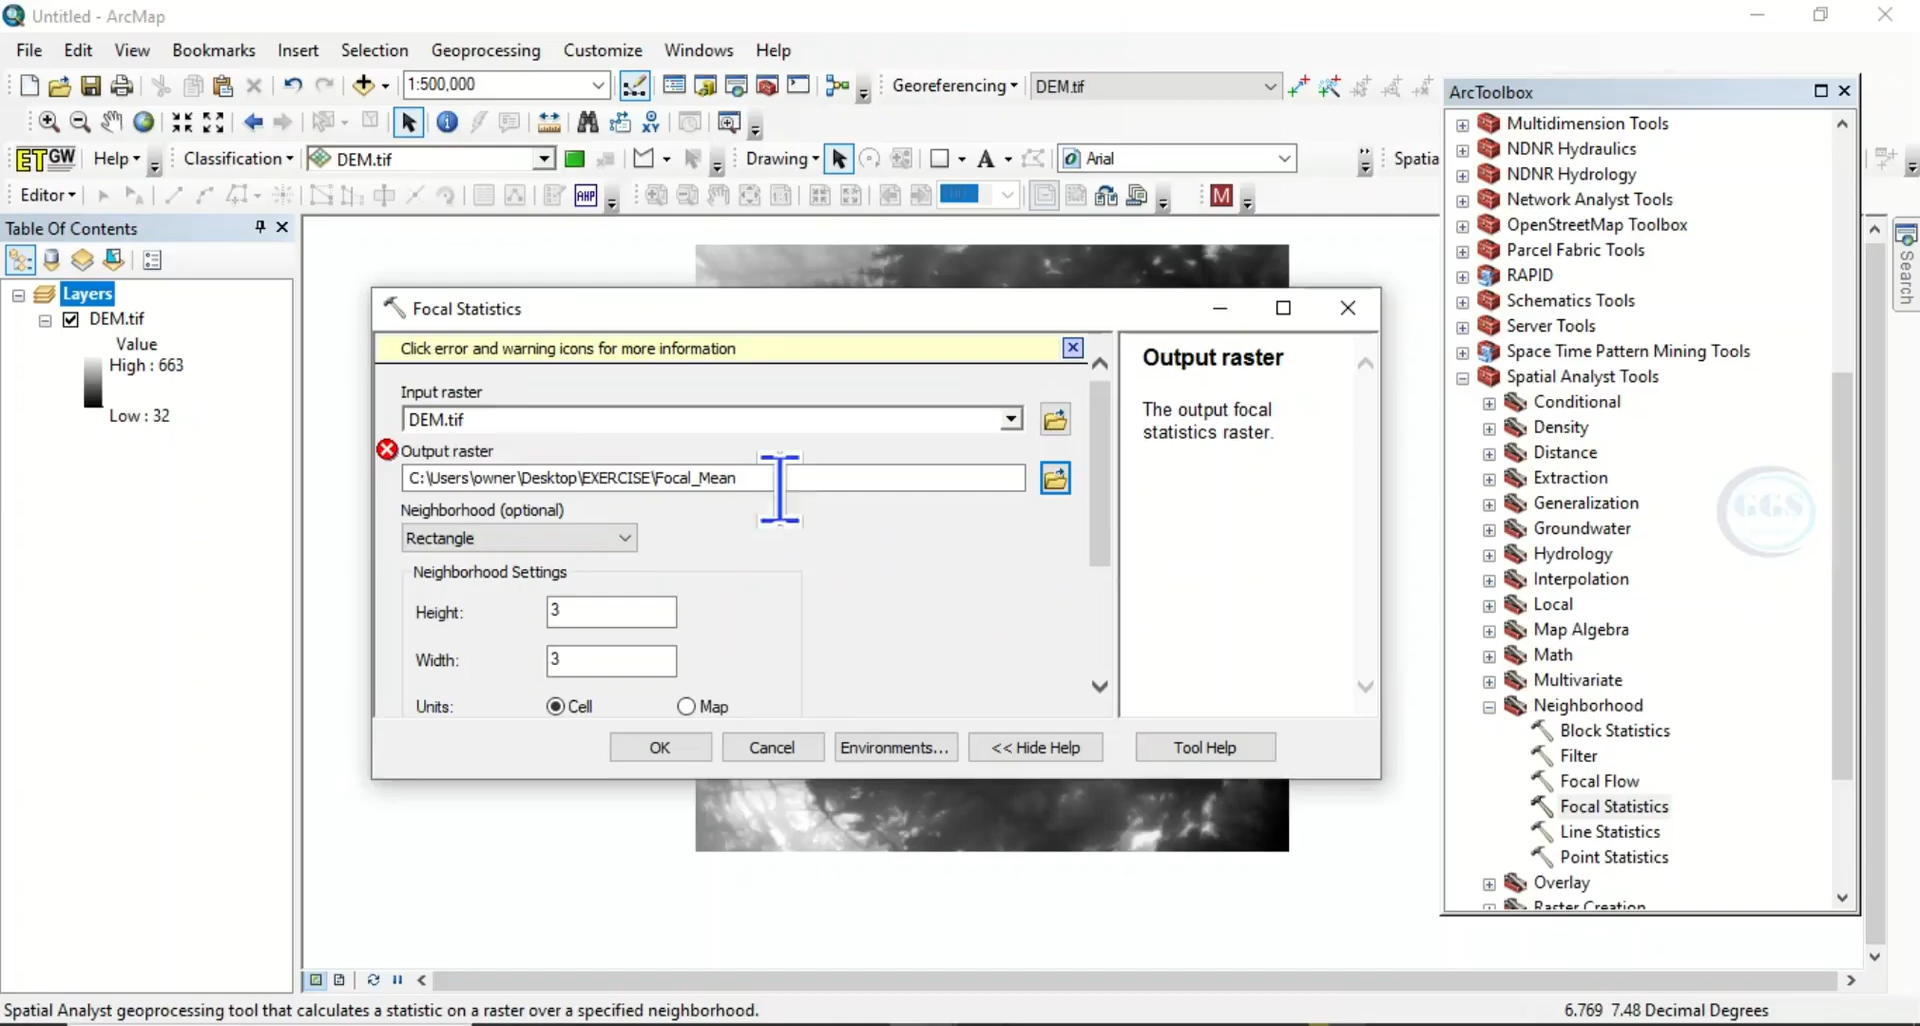 Untitled - ArcMap
File Edit View Bookmarks Insert Selection Geoprocessing Customize Windows Help
1:500,000 Georeferencing DEM.tif
XY
ETGW Help Classification DEM.tif Drawing A Arial Spatia
Editor AHP M
Table Of Contents
Layers
DEM.tif
Value
High : 663
Low : 32
Focal Statistics
Click error and warning icons for more information
Input raster
DEM.tif
Output raster
C:\Users\owner\Desktop\EXERCISE\Focal_Mean
Neighborhood (optional)
Rectangle
Neighborhood Settings
Height: 3
Width: 3
Units: Cell Map
OK Cancel Environments... << Hide Help Tool Help
Output raster
The output focal
statistics raster.
ArcToolbox
Multidimension Tools
NDNR Hydraulics
NDNR Hydrology
Network Analyst Tools
OpenStreetMap Toolbox
Parcel Fabric Tools
RAPID
Schematics Tools
Server Tools
Space Time Pattern Mining Tools
Spatial Analyst Tools
Conditional
Density
Distance
Extraction
Generalization
Groundwater
Hydrology
Interpolation
Local
Map Algebra
Math
Multivariate
Neighborhood
Block Statistics
Filter
Focal Flow
Focal Statistics
Line Statistics
Point Statistics
Overlay
Raster Creation
GGS
Search
Spatial Analyst geoprocessing tool that calculates a statistic on a raster over a specified neighborhood.
6.769 7.48 Decimal Degrees